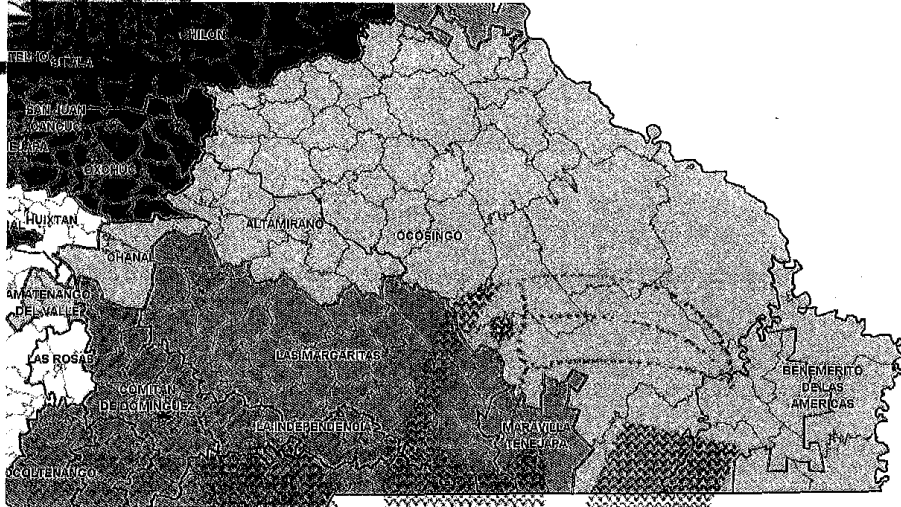 CHILON
SITALA
SAN JUAN
CANCUC
OXCHUC
HUIXTAN
ALTAMIRANO
OCOSINGO
CHANAL
AMATENANGO
DEL VALLE
LAS ROSAS
LAS MARGARITAS
BENEMERITO
DE LAS
AMERICAS
COMITAN
DE DOMINGUEZ
LA INDEPENDENCIA
MARAVILLA
TENEJAPA